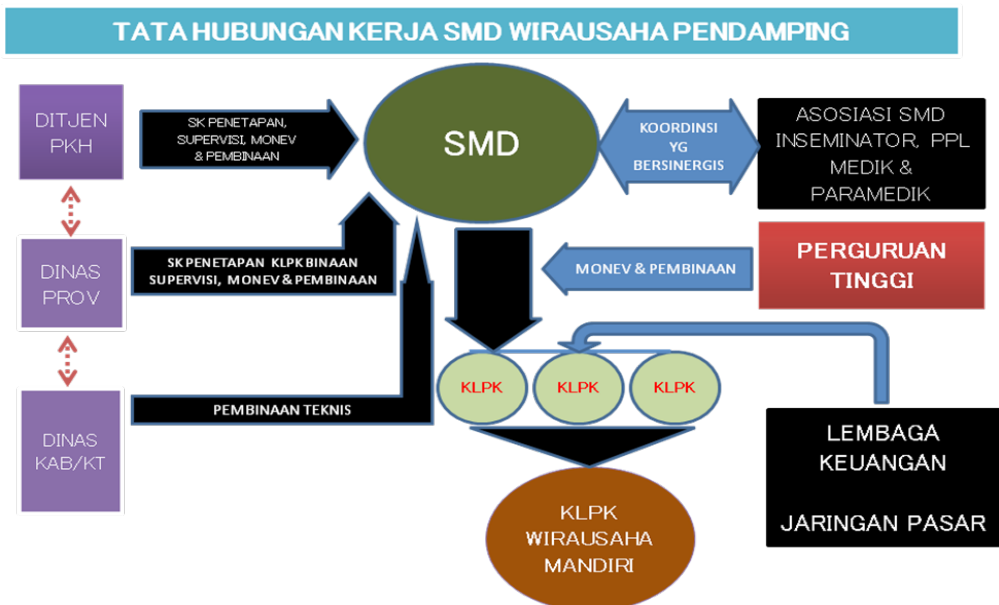 TATA HUBUNGAN KERJA SMD WIRAUSAHA PENDAMPING
DITJEN
PKH
SK PENETAPAN,
SUPERVISI, MONEV
& PEMBINAAN
SMD
KOORDINSI
YG
BERSINERGIS
ASOSIASI SMD
INSEMINATOR, PPL
MEDIK &
PARAMEDIK
DINAS
PROV
SK PENETAPAN KLPK BINAAN
SUPERVISI, MONEV & PEMBINAAN
MONEV & PEMBINAAN
PERGURUAN
TINGGI
KLPK
KLPK
KLPK
DINAS
KAB/KT
PEMBINAAN TEKNIS
LEMBAGA
KEUANGAN
JARINGAN PASAR
KLPK
WIRAUSAHA
MANDIRI